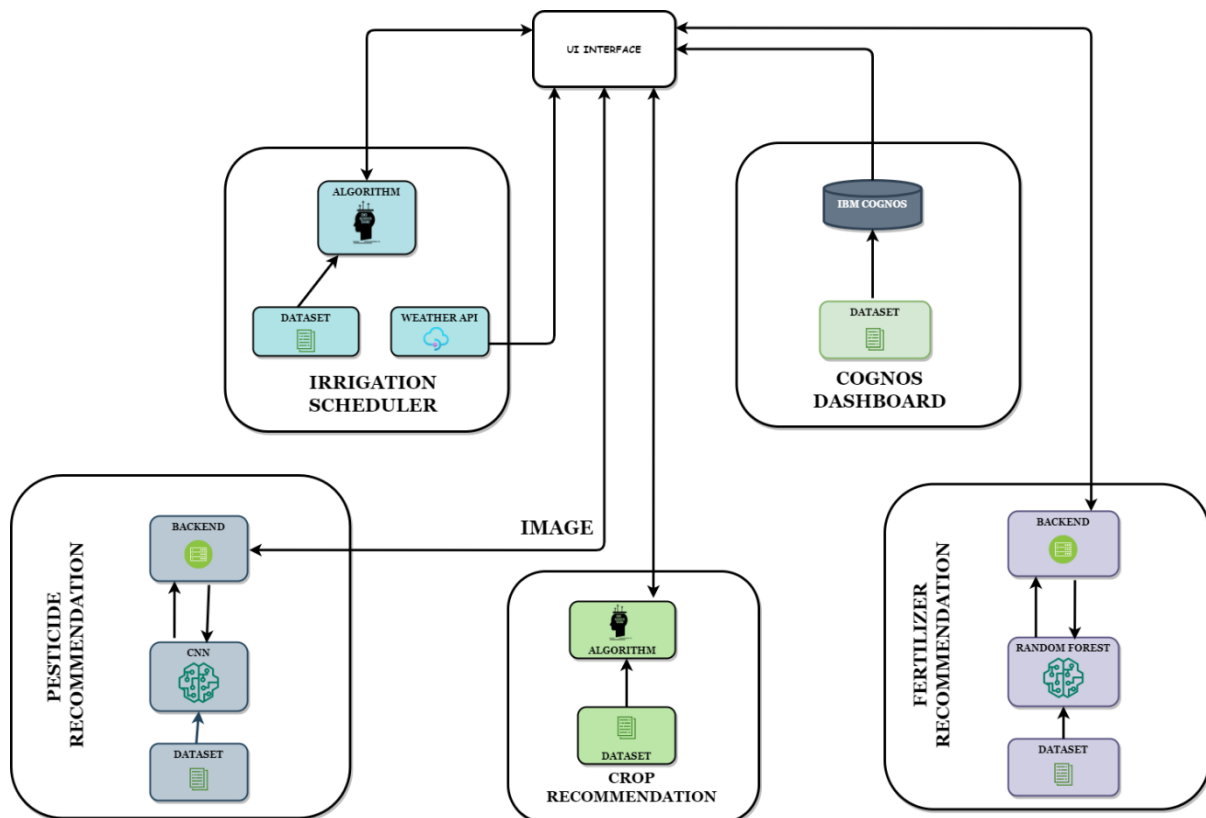 UI INTERFACE
ALGORITHM
DATASET
WEATHER API
IRRIGATION
SCHEDULER
IBM COGNOS
DATASET
COGNOS
DASHBOARD
PESTICIDE
RECOMMENDATION
BACKEND
CNN
DATASET
IMAGE
ALGORITHM
DATASET
CROP
RECOMMENDATION
FERTILIZER
RECOMMENDATION
BACKEND
RANDOM FOREST
DATASET